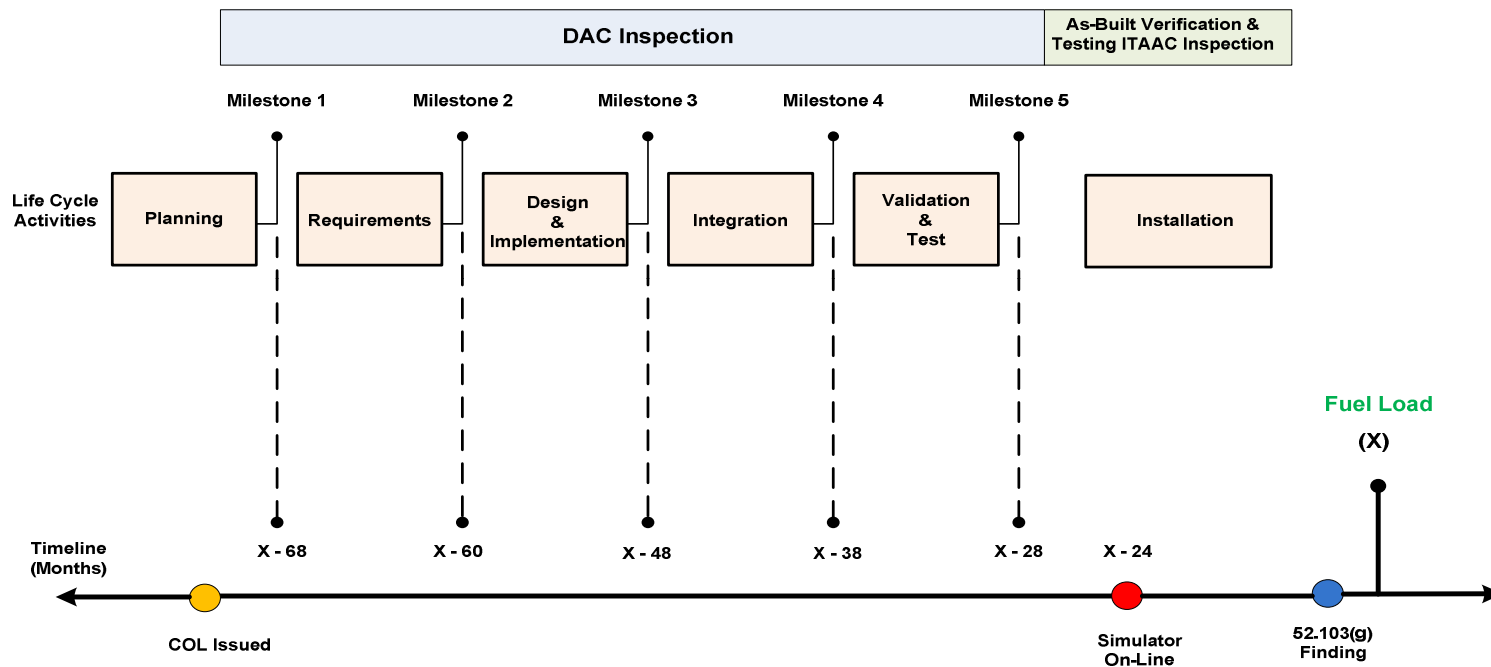 DAC Inspection
As-Built Verification &
Testing ITAAC Inspection
Milestone 1
Milestone 2
Milestone 3
Milestone 4
Milestone 5
Life Cycle
Activities
Planning
Requirements
Design
&
Implementation
Integration
Validation
&
Test
Installation
Fuel Load
(X)
Timeline
(Months)
X - 68
X - 60
X - 48
X - 38
X - 28
X - 24
COL Issued
Simulator
On-Line
52.103(g)
Finding